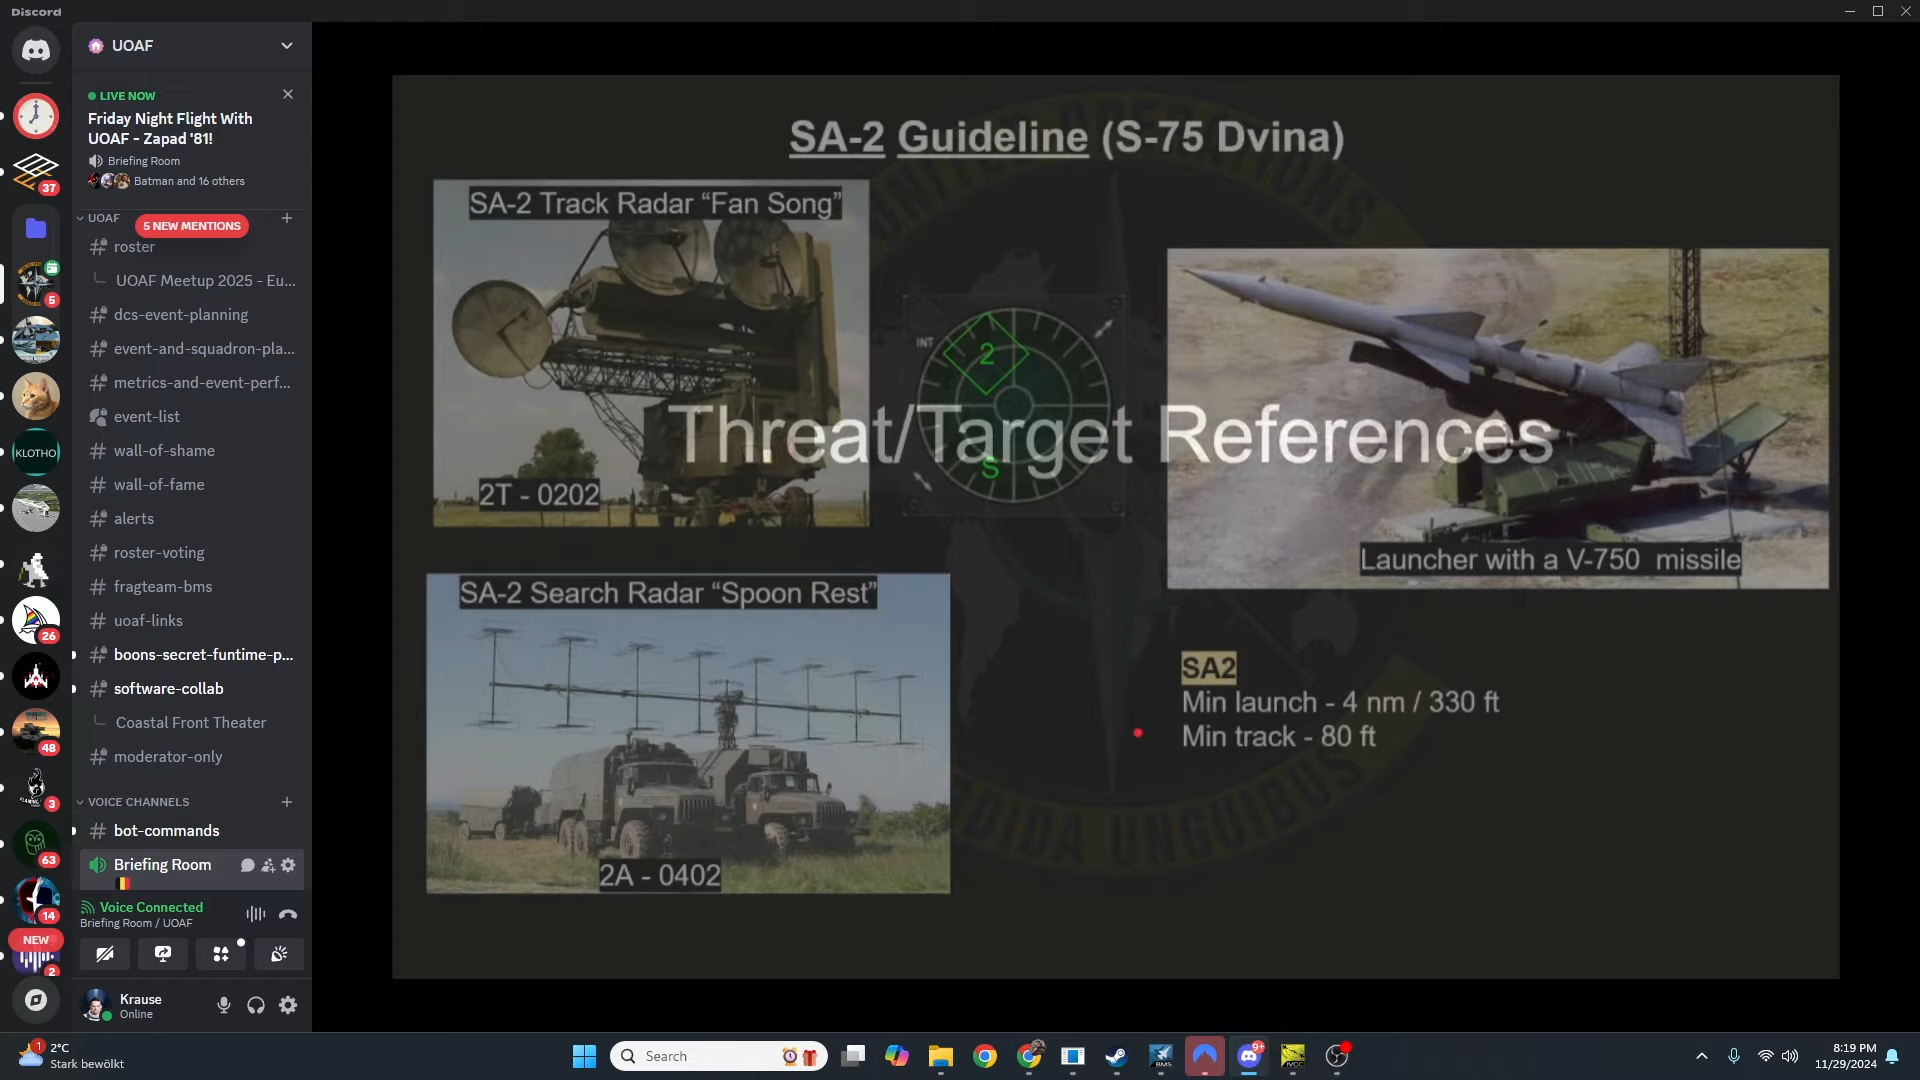 Discord
UOAF
LIVE NOW
Friday Night Flight With
UOAF - Zapad '81!
Briefing Room
Batman and 16 others
UOAF
5 NEW MENTIONS
roster
UOAF Meetup 2025 - Eu...
dcs-event-planning
event-and-squadron-pla...
metrics-and-event-perf...
event-list
wall-of-shame
wall-of-fame
alerts
roster-voting
fragteam-bms
uoaf-links
boons-secret-funtime-p...
software-collab
Coastal Front Theater
moderator-only
VOICE CHANNELS
bot-commands
Briefing Room
Voice Connected
Briefing Room / UOAF
Krause
Online
37
5
KLOTHO
26
48
3
63
14
NEW
2
SA-2 Guideline (S-75 Dvina)
SA-2 Track Radar “Fan Song”
2T - 0202
INT
2
S
Threat/Target References
Launcher with a V-750 missile
SA-2 Search Radar “Spoon Rest”
2A - 0402
SA2
Min launch - 4 nm / 330 ft
Min track - 80 ft
UNGUIBUS
1
2°C
Stark bewölkt
Search
BMS
9+
IVCC
8:19 PM
11/29/2024